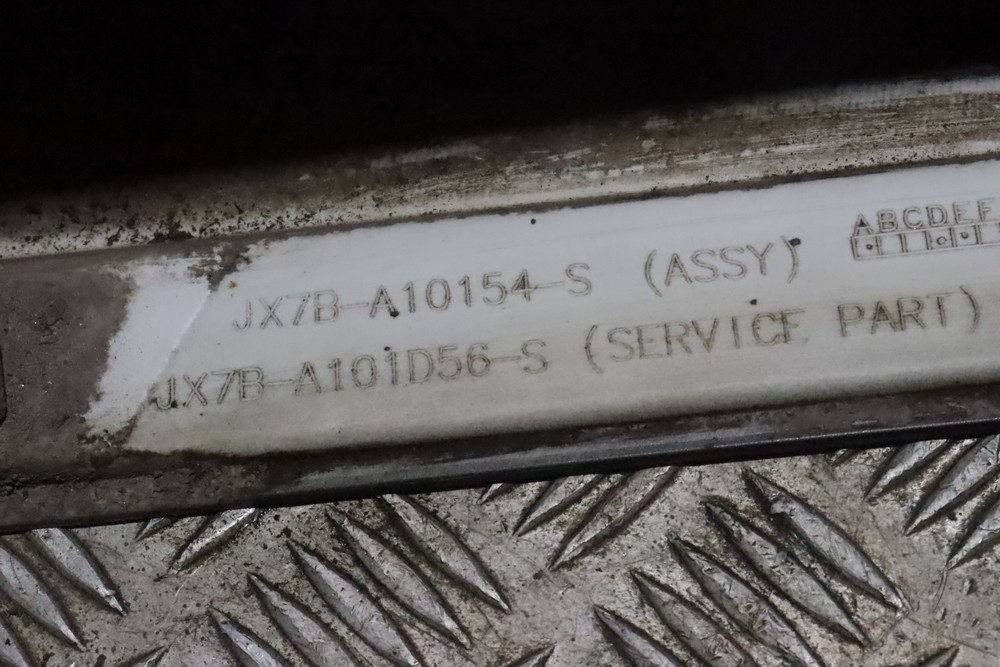 ABCDEF
JX7B-A10154-S (ASSY)
JX7B-A101D56-S (SERVICE PART)